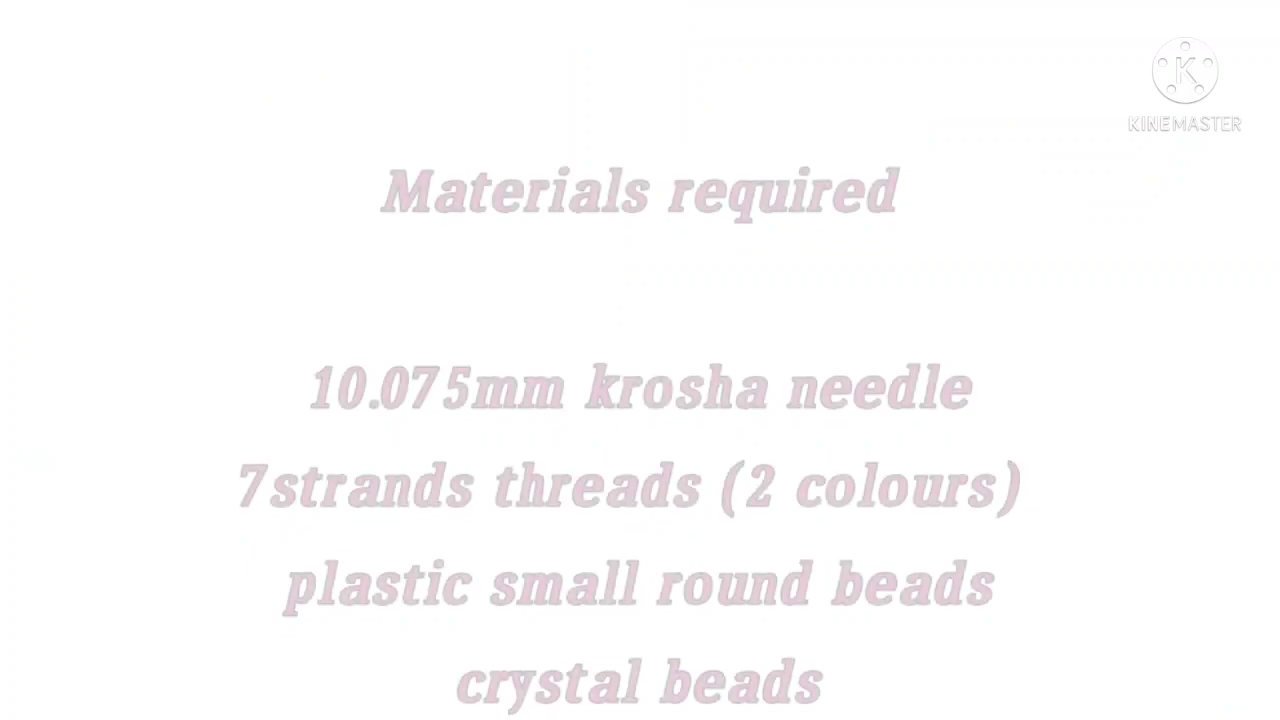 KINEMASTER
Materials required
10.075mm krosha needle
7strands threads (2 colours)
plastic small round beads
crystal beads